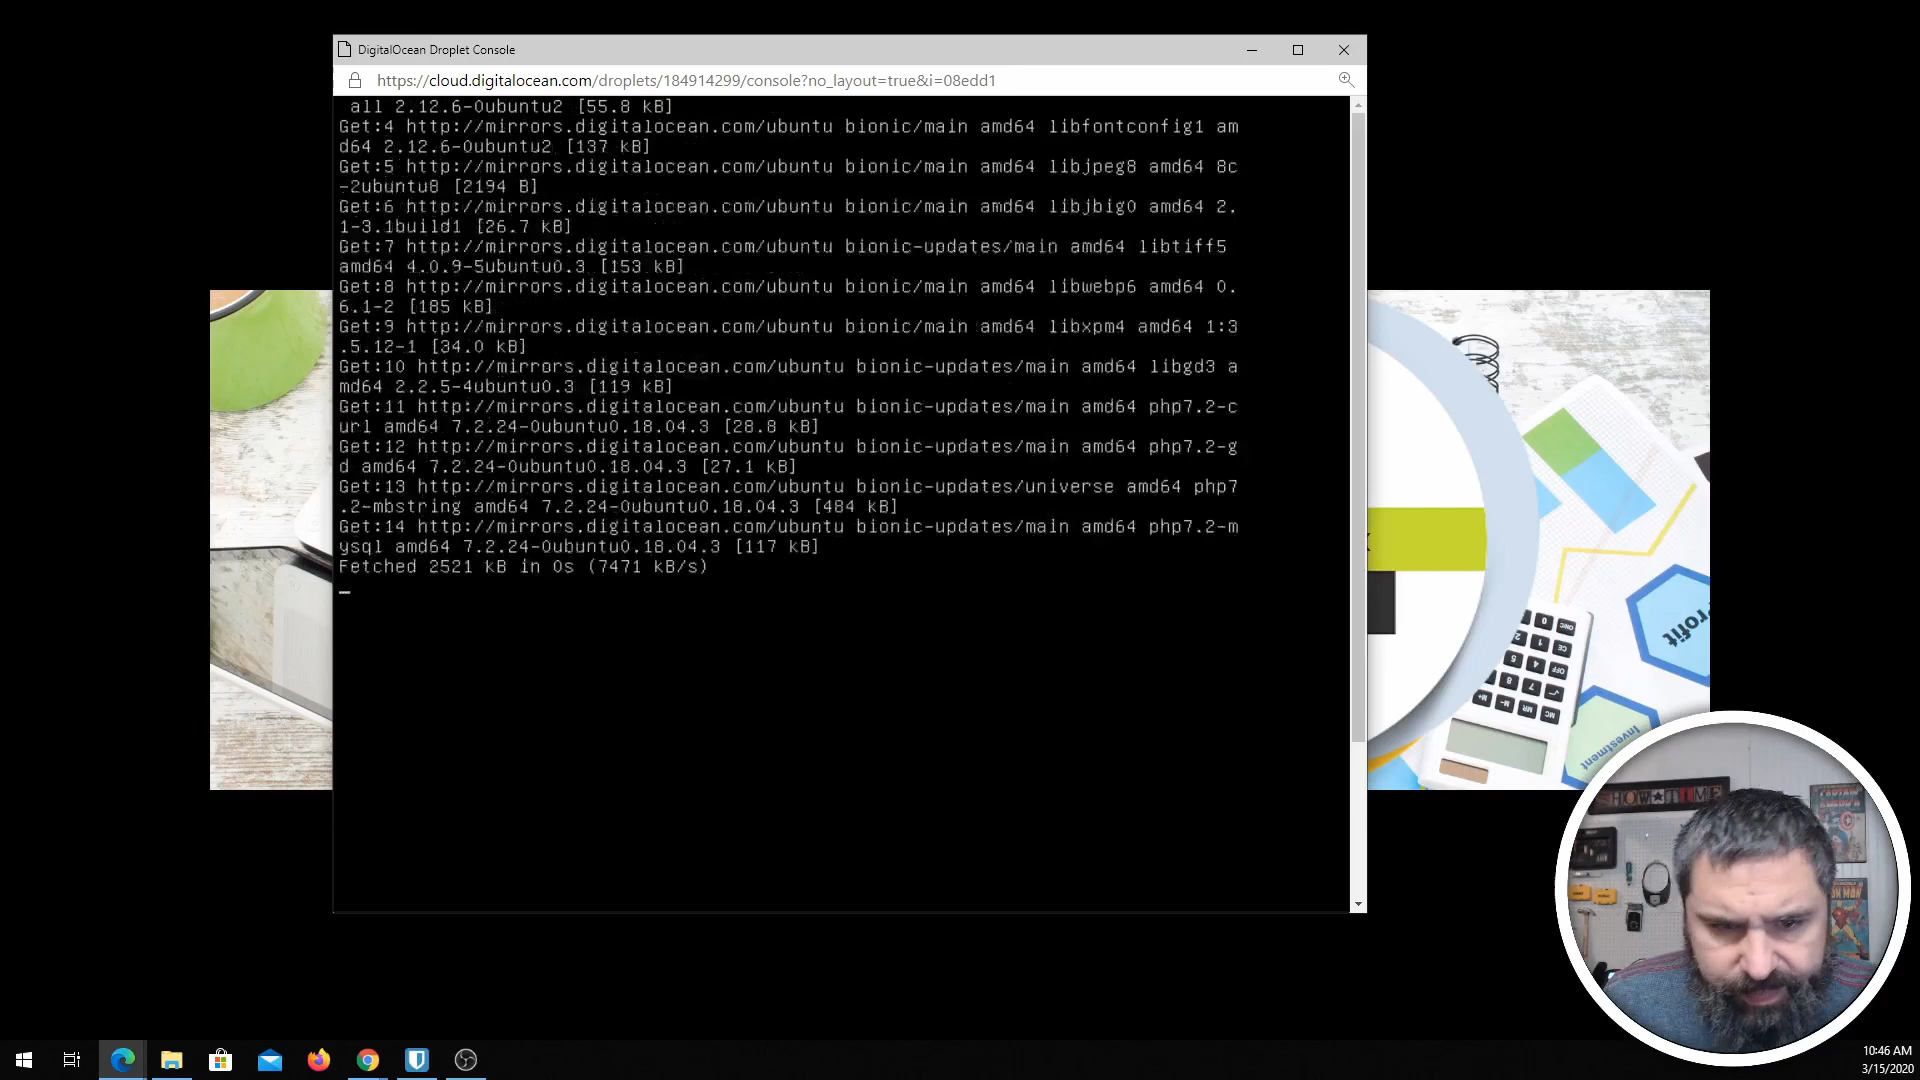 DigitalOcean Droplet Console
https://cloud.digitalocean.com/droplets/184914299/console?no_layout=true&i=08edd1
all 2.12.6-0ubuntu2 [55.8 kB]
Get:4 http://mirrors.digitalocean.com/ubuntu bionic/main amd64 libfontconfig1 am
d64 2.12.6-0ubuntu2 [137 kB]
Get:5 http://mirrors.digitalocean.com/ubuntu bionic/main amd64 libjpeg8 amd64 8c
-2ubuntu8 [2194 B]
Get:6 http://mirrors.digitalocean.com/ubuntu bionic/main amd64 libjbig0 amd64 2.
1-3.1build1 [26.7 kB]
Get:7 http://mirrors.digitalocean.com/ubuntu bionic-updates/main amd64 libtiff5
amd64 4.0.9-5ubuntu0.3 [153 kB]
Get:8 http://mirrors.digitalocean.com/ubuntu bionic/main amd64 libwebp6 amd64 0.
6.1-2 [185 kB]
Get:9 http://mirrors.digitalocean.com/ubuntu bionic/main amd64 libxpm4 amd64 1:3
.5.12-1 [34.0 kB]
Get:10 http://mirrors.digitalocean.com/ubuntu bionic-updates/main amd64 libgd3 a
md64 2.2.5-4ubuntu0.3 [119 kB]
Get:11 http://mirrors.digitalocean.com/ubuntu bionic-updates/main amd64 php7.2-c
url amd64 7.2.24-0ubuntu0.18.04.3 [28.8 kB]
Get:12 http://mirrors.digitalocean.com/ubuntu bionic-updates/main amd64 php7.2-g
d amd64 7.2.24-0ubuntu0.18.04.3 [27.1 kB]
Get:13 http://mirrors.digitalocean.com/ubuntu bionic-updates/universe amd64 php7
.2-mbstring amd64 7.2.24-0ubuntu0.18.04.3 [484 kB]
Get:14 http://mirrors.digitalocean.com/ubuntu bionic-updates/main amd64 php7.2-m
ysql amd64 7.2.24-0ubuntu0.18.04.3 [117 kB]
Fetched 2521 kB in 0s (7471 kB/s)
Profit
Investment
SHOW TIME
CAPTAIN AMERICA
IRON MAN
10:46 AM
3/15/2020